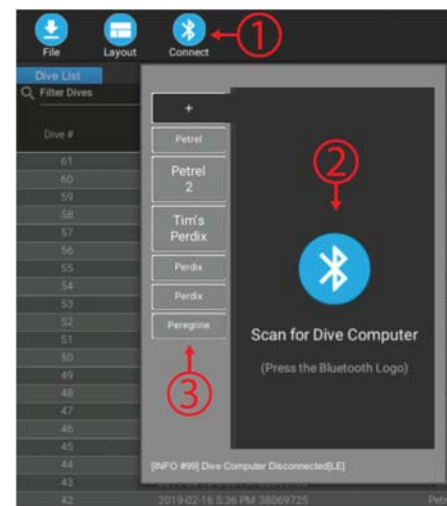 File Layout Connect
1
Dive List
Filter Dives
Dive #
61
60
59
58
57
56
55
54
53
52
51
50
49
48
47
46
45
44
43
42 2019-02-16 5:36 PM 38069725 Petr
+
Petrel
Petrel
2
Tim's
Perdix
Perdix
Perdix
Peregrine
3
2
Scan for Dive Computer
(Press the Bluetooth Logo)
[INFO #99] Dive Computer Disconnected[LE]